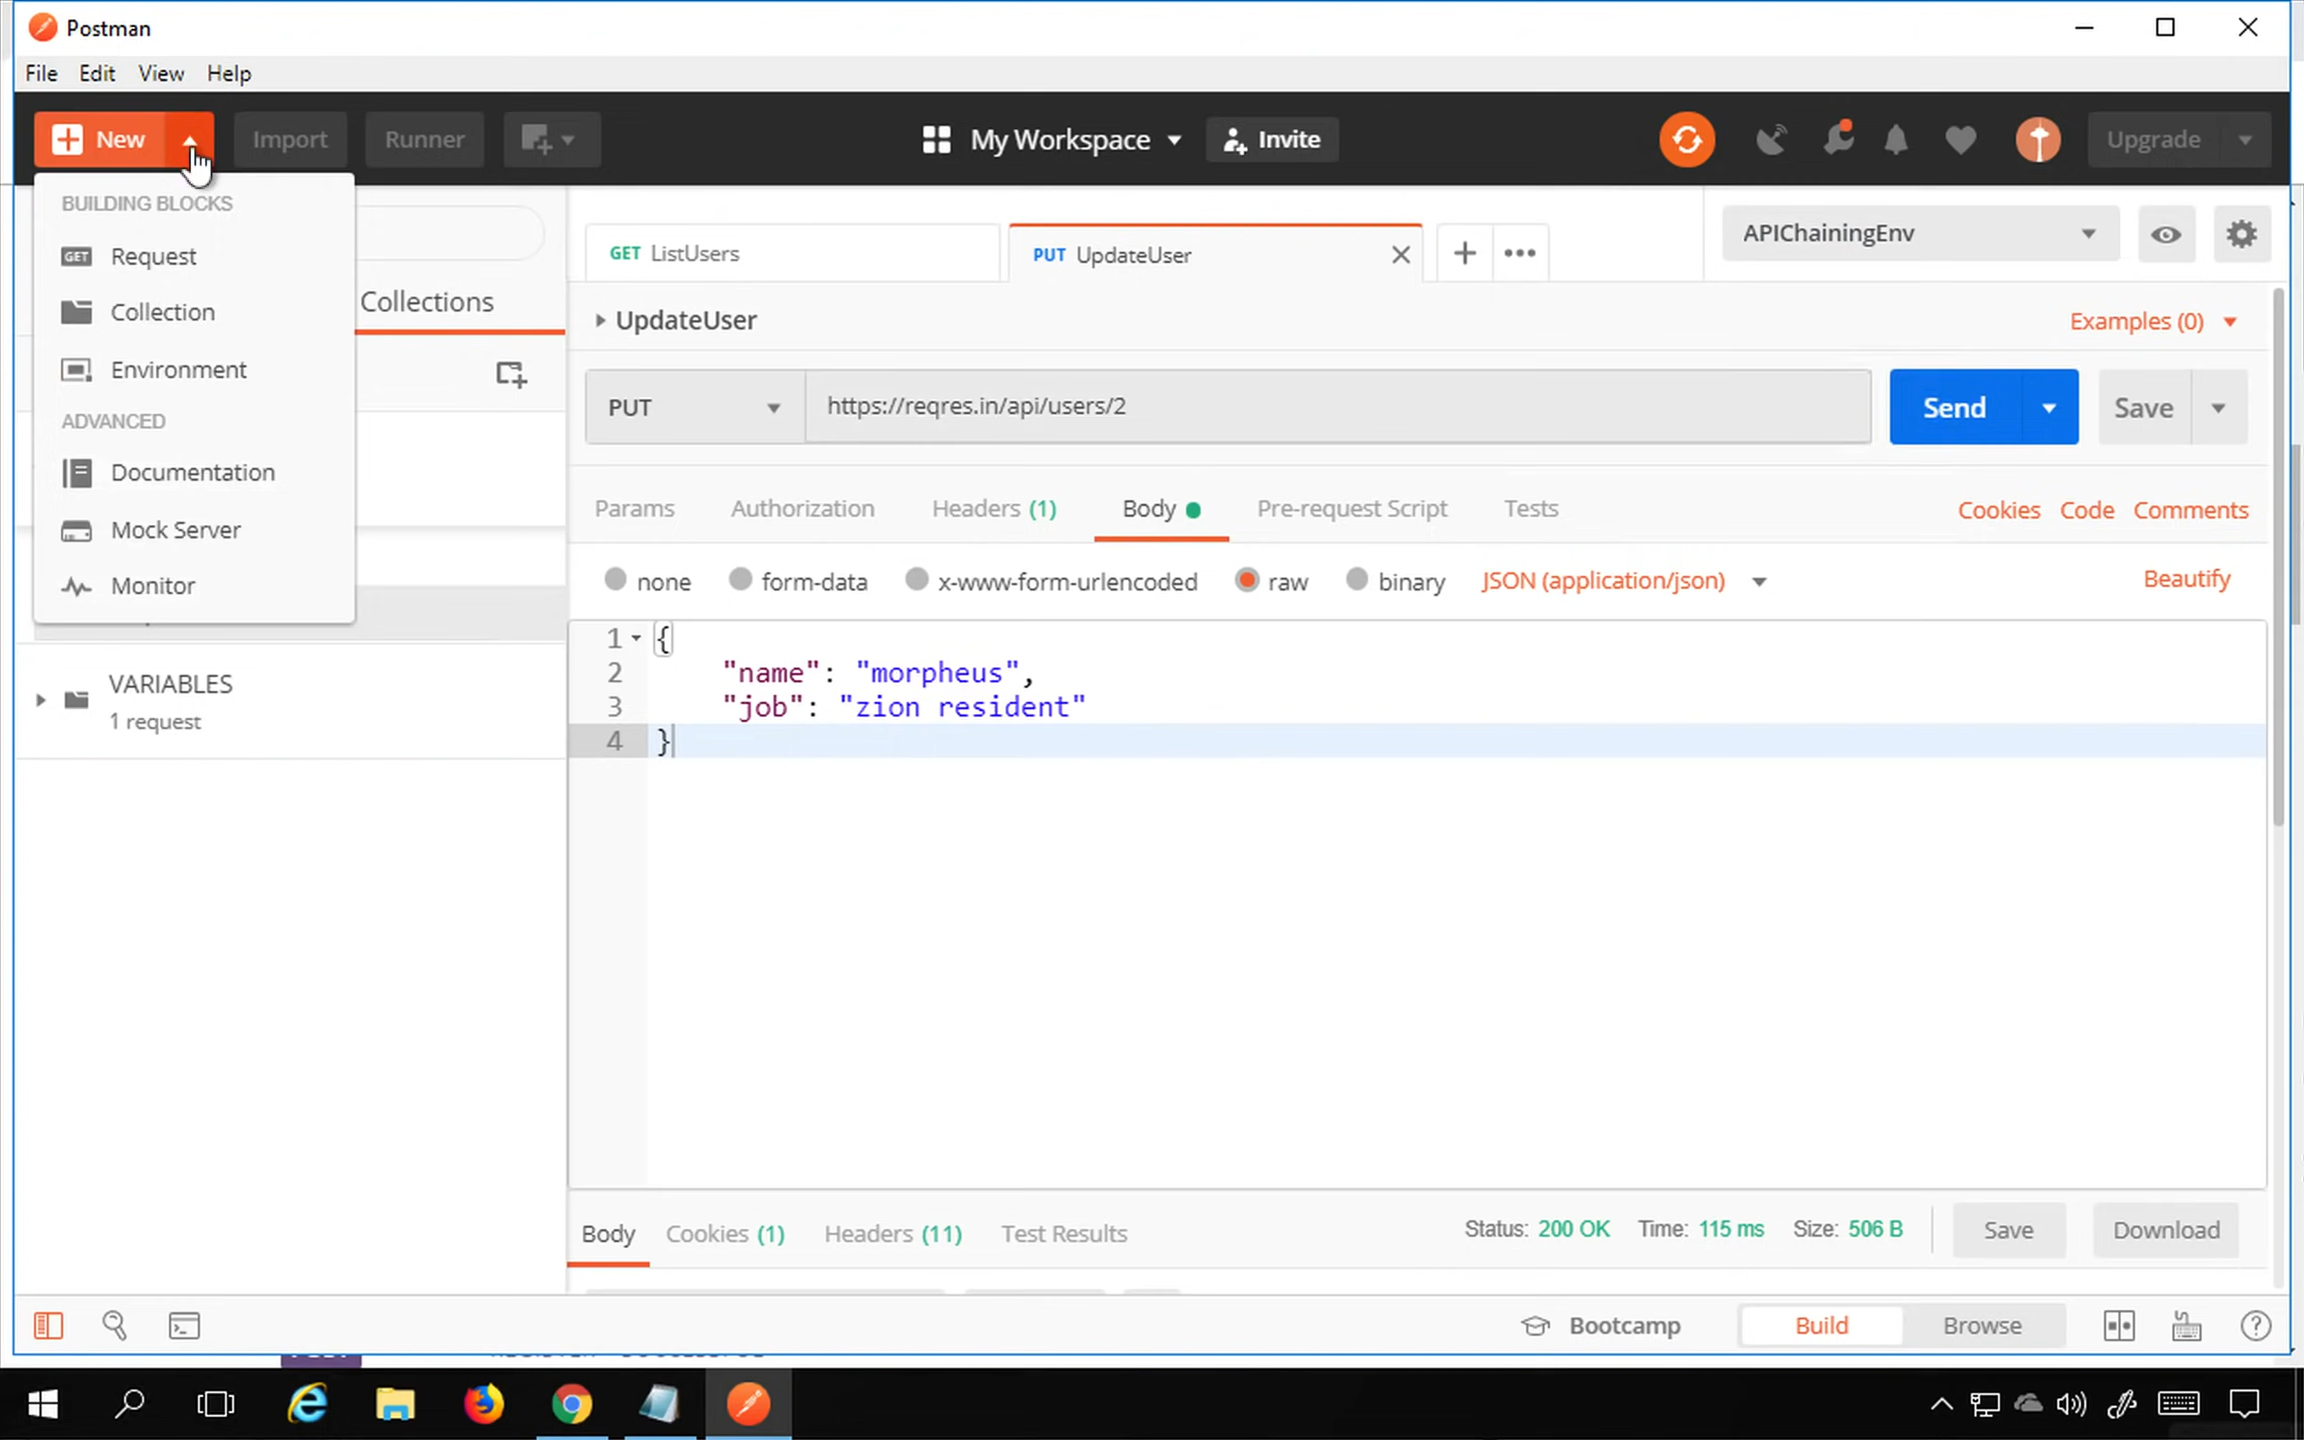 Postman
File Edit View Help
New Import Runner My Workspace Invite Upgrade
BUILDING BLOCKS
GET Request
Collection
Environment
ADVANCED
Documentation
Mock Server
Monitor
Collections
VARIABLES
1 request
GET ListUsers PUT UpdateUser APIChainingEnv
UpdateUser Examples (0)
PUT https://reqres.in/api/users/2 Send Save
Params Authorization Headers (1) Body Pre-request Script Tests Cookies Code Comments
none form-data x-www-form-urlencoded raw binary JSON (application/json) Beautify
1 {
2 "name": "morpheus",
3 "job": "zion resident"
4 }
Body Cookies (1) Headers (11) Test Results Status: 200 OK Time: 115 ms Size: 506 B Save Download
Bootcamp Build Browse